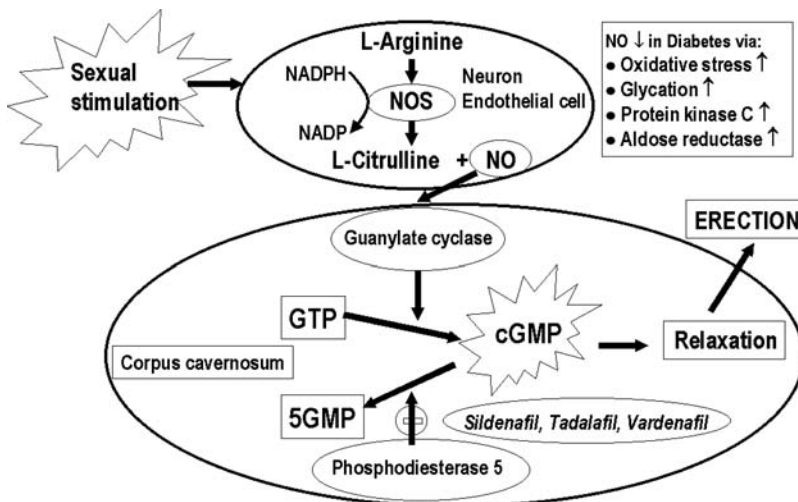 Sexual
stimulation
L-Arginine
NADPH
NOS
NADP
Neuron
Endothelial cell
L-Citrulline + NO
NO ↓ in Diabetes via:
● Oxidative stress ↑
● Glycation ↑
● Protein kinase C ↑
● Aldose reductase ↑
Guanylate cyclase
ERECTION
GTP
cGMP
Relaxation
Corpus cavernosum
5GMP
Sildenafil, Tadalafil, Vardenafil
Phosphodiesterase 5